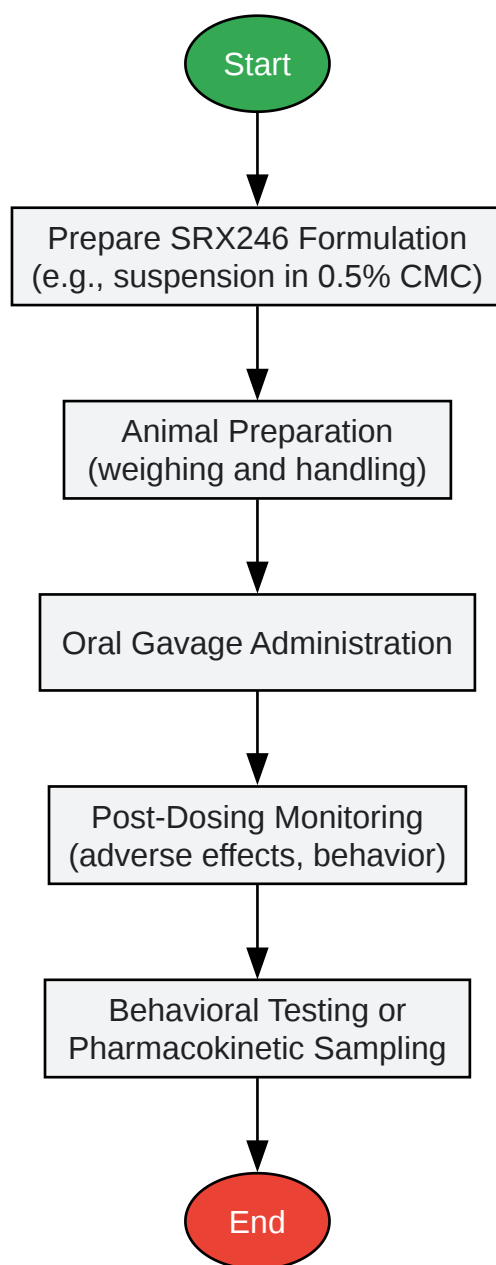 Start
Prepare SRX246 Formulation
(e.g., suspension in 0.5% CMC)
Animal Preparation
(weighing and handling)
Oral Gavage Administration
Post-Dosing Monitoring
(adverse effects, behavior)
Behavioral Testing or
Pharmacokinetic Sampling
End